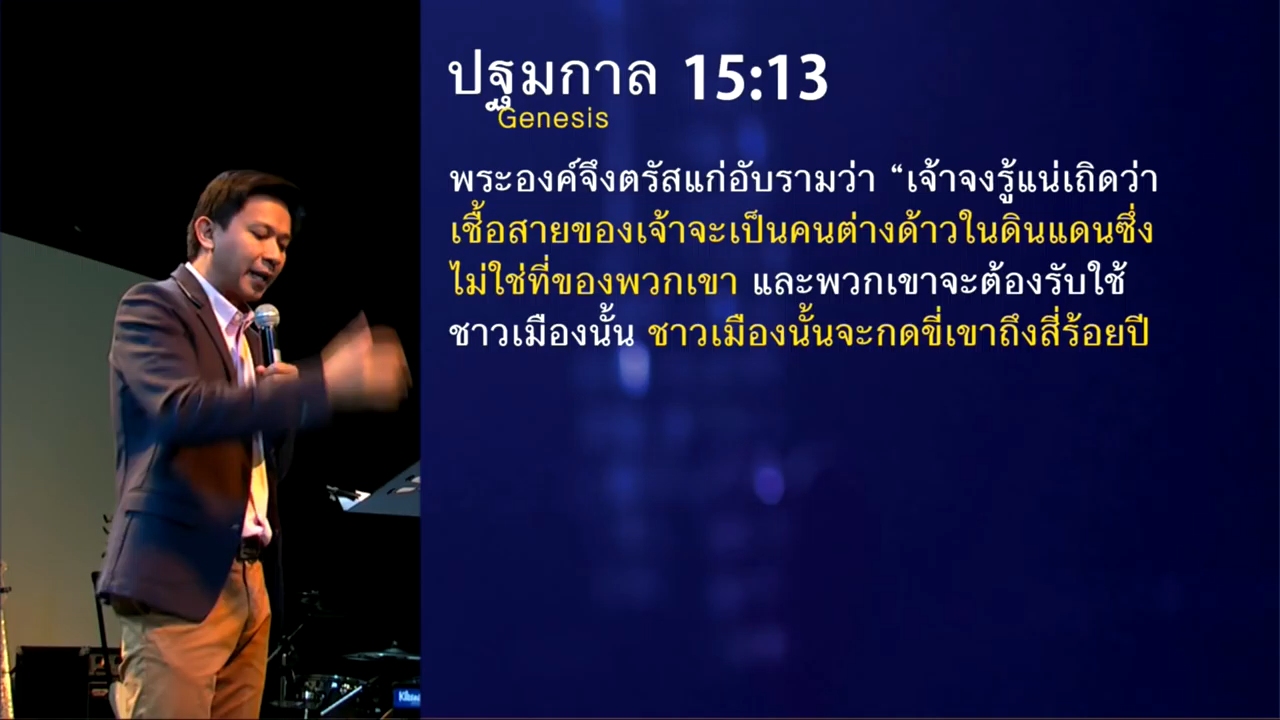 ปฐมกาล 15:13
Genesis
พระองค์จึงตรัสแก่อับรามว่า “เจ้าจงรู้แน่เถิดว่า
เชื้อสายของเจ้าจะเป็นคนต่างด้าวในดินแดนซึ่ง
ไม่ใช่ที่ของพวกเขา และพวกเขาจะต้องรับใช้
ชาวเมืองนั้น ชาวเมืองนั้นจะกดขี่เขาถึงสี่ร้อยปี